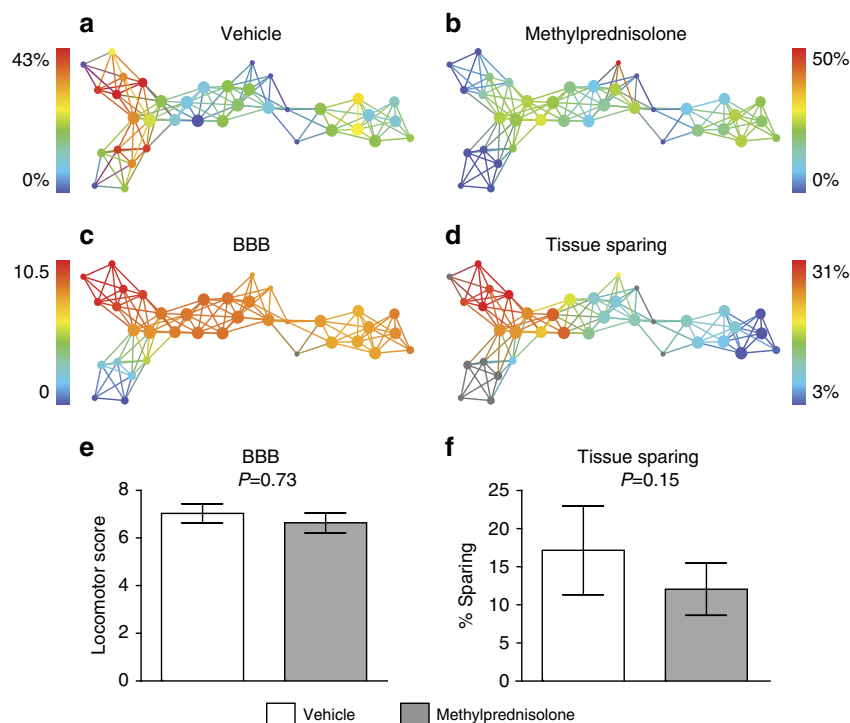 a
Vehicle
43%
0%
b
Methylprednisolone
50%
0%
c
BBB
10.5
0
d
Tissue sparing
31%
3%
e
BBB
P=0.73
Locomotor score
8
6
4
2
0
f
Tissue sparing
P=0.15
% Sparing
25
20
15
10
5
0
Vehicle
Methylprednisolone